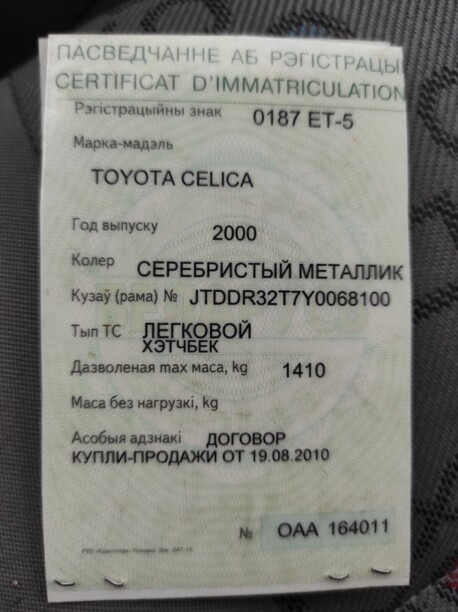 ПАСВЕДЧАННЕ АБ РЭГІСТРАЦЫІ
CERTIFICAT D'IMMATRICULATION
Рэгістрацыйны знак 0187 ET-5
Марка-мадэль
TOYOTA CELICA
Год выпуску 2000
Колер СЕРЕБРИСТЫЙ МЕТАЛЛИК
Кузаў (рама) № JTDDR32T7Y0068100
Тып ТС ЛЕГКОВОЙ
ХЭТЧБЕК
Дазволеная max маса, kg 1410
Маса без нагрузкі, kg
Асобыя адзнакі ДОГОВОР
КУПЛИ-ПРОДАЖИ ОТ 19.08.2010
№ OAA 164011